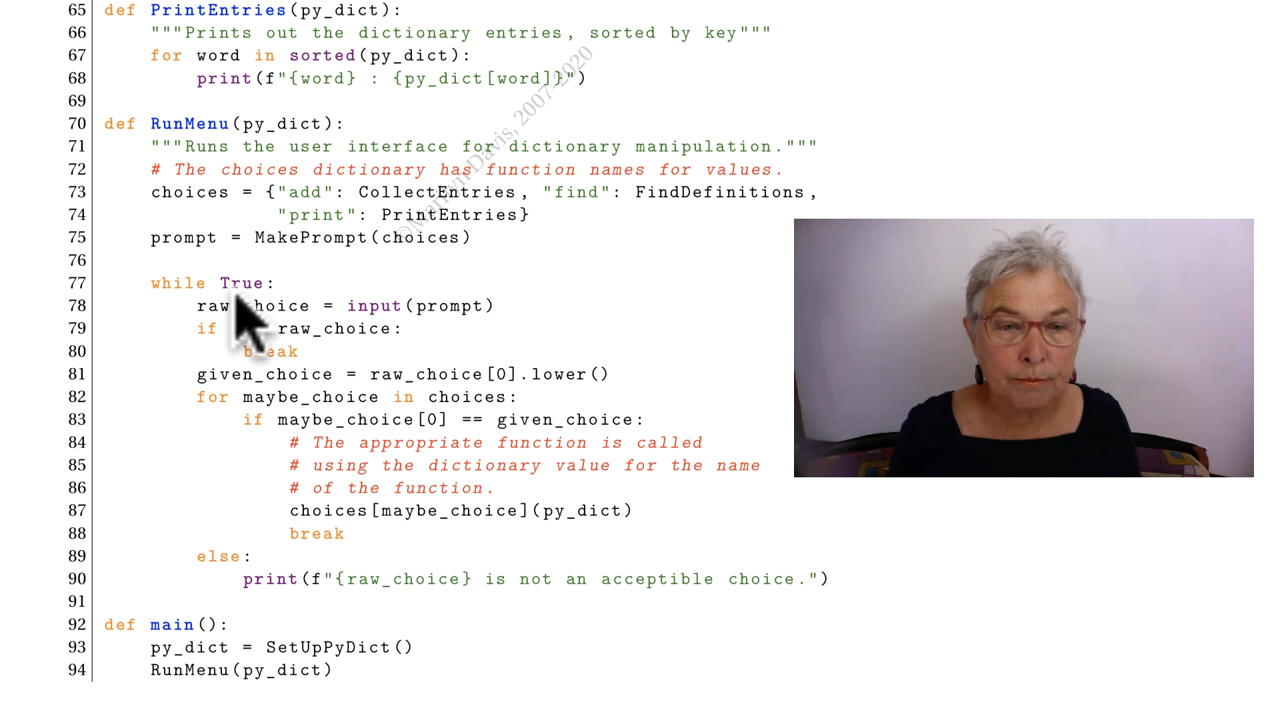 65 def PrintEntries(py_dict):
66 """Prints out the dictionary entries, sorted by key"""
67 for word in sorted(py_dict):
68 print(f"{word} : {py_dict[word]}")
69
70 def RunMenu(py_dict):
71 """Runs the user interface for dictionary manipulation."""
72 # The choices dictionary has function names for values.
73 choices = {"add": CollectEntries, "find": FindDefinitions,
74 "print": PrintEntries}
75 prompt = MakePrompt(choices)
76
77 while True:
78 raw_choice = input(prompt)
79 if raw_choice:
80 break
81 given_choice = raw_choice[0].lower()
82 for maybe_choice in choices:
83 if maybe_choice[0] == given_choice:
84 # The appropriate function is called
85 # using the dictionary value for the name
86 # of the function.
87 choices[maybe_choice](py_dict)
88 break
89 else:
90 print(f"{raw_choice} is not an acceptible choice.")
91
92 def main():
93 py_dict = SetUpPyDict()
94 RunMenu(py_dict)
©Marilyn Davis, 2007-2020